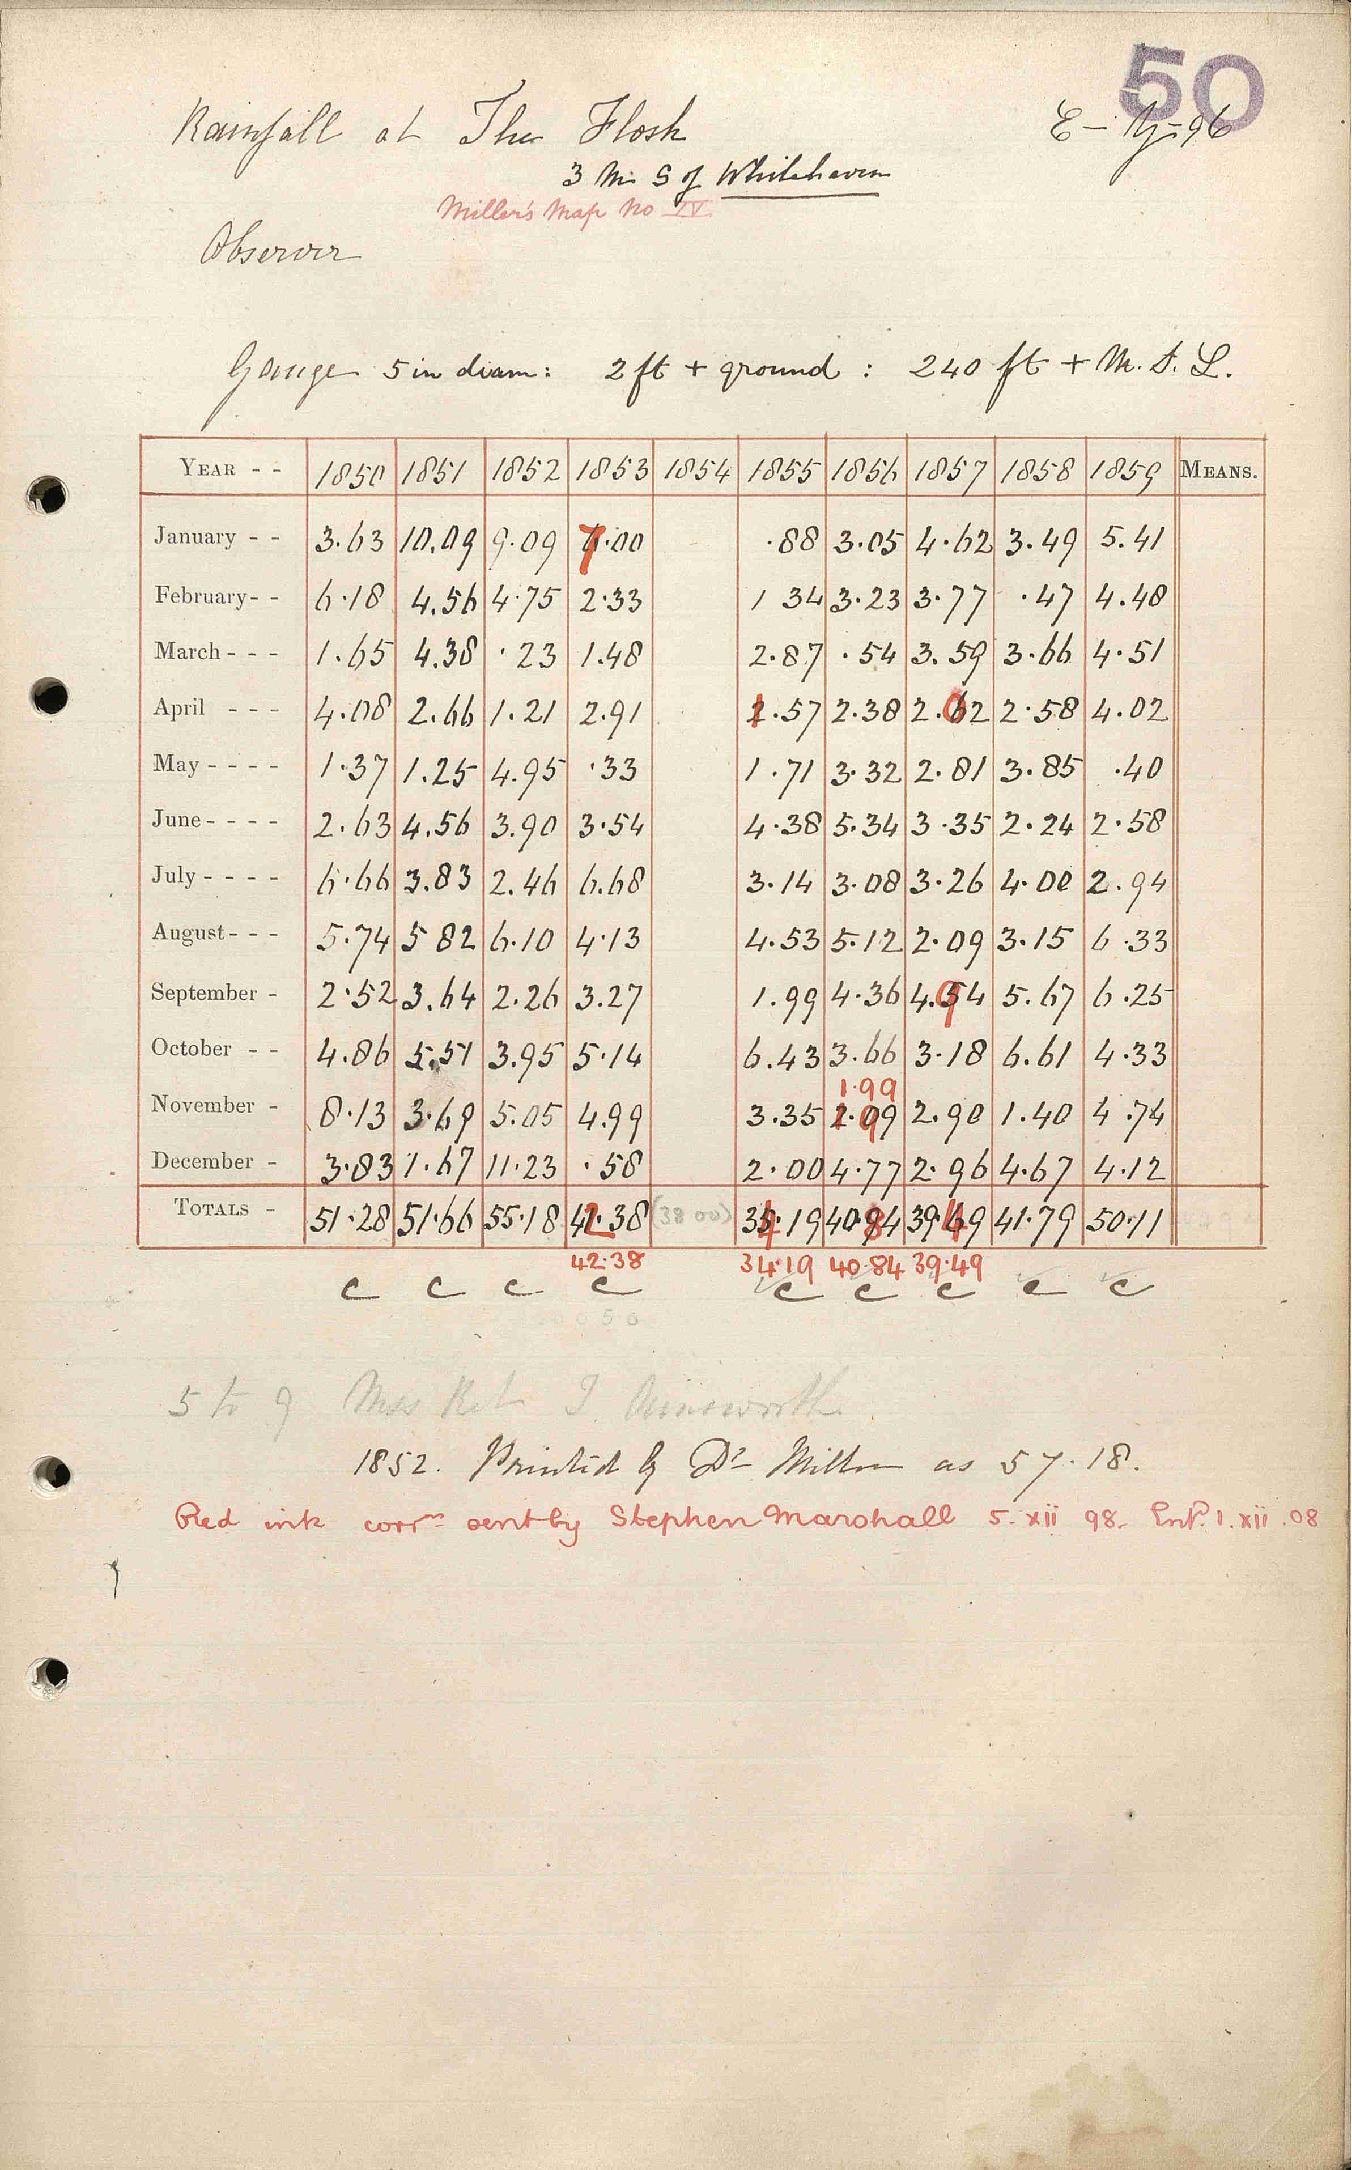 50
Rainfall at The Flosk
E - Y - 96
3 M S of Whitehaven
Miller's Map No IV
Observer
Gauge 5 in diam: 2 ft + ground : 240 ft + M.S.L.
YEAR - - 1850 1851 1852 1853 1854 1855 1856 1857 1858 1859 MEANS.
January - - 3.63 10.09 9.09 7.00 .88 3.05 4.62 3.49 5.41
February - - 6.18 4.56 4.75 2.33 1 34 3.23 3.77 .47 4.48
March - - - 1.65 4.38 .23 1.48 2.87 .54 3.59 3.66 4.51
April - - - 4.08 2.66 1.21 2.91 1.57 2.38 2.02 2.58 4.02
May - - - - 1.37 1.25 4.95 .33 1.71 3.32 2.81 3.85 .40
June - - - - 2.63 4.56 3.90 3.54 4.38 5.34 3.35 2.24 2.58
July - - - - 6.66 3.83 2.46 6.68 3.14 3.08 3.26 4.00 2.94
August - - - 5.74 5 82 6.10 4.13 4.53 5.12 2.09 3.15 6.33
September - 2.52 3.64 2.26 3.27 1.99 4.36 4.94 5.67 6.25
October - - 4.86 5.51 3.95 5.14 6.43 3.66 3.18 6.61 4.33
1.99
November - 8.13 3.69 5.05 4.99 3.35 2.09 2.90 1.40 4.74
December - 3.83 1.67 11.23 .58 2.00 4.77 2.96 4.67 4.12
TOTALS - 51.28 51.66 55.18 42.38 (38 00) 34.19 40.84 39.49 41.79 50.11
42.38 34.19 40.84 39.49
C C C C C C C C C
5 to 9 Mss Ret T. Ainsworth
1852. Printed by Dr Miller as 57.18.
Red ink corrn sent by Stephen Marshall 5. xii 98. Entd. 1. xii .08